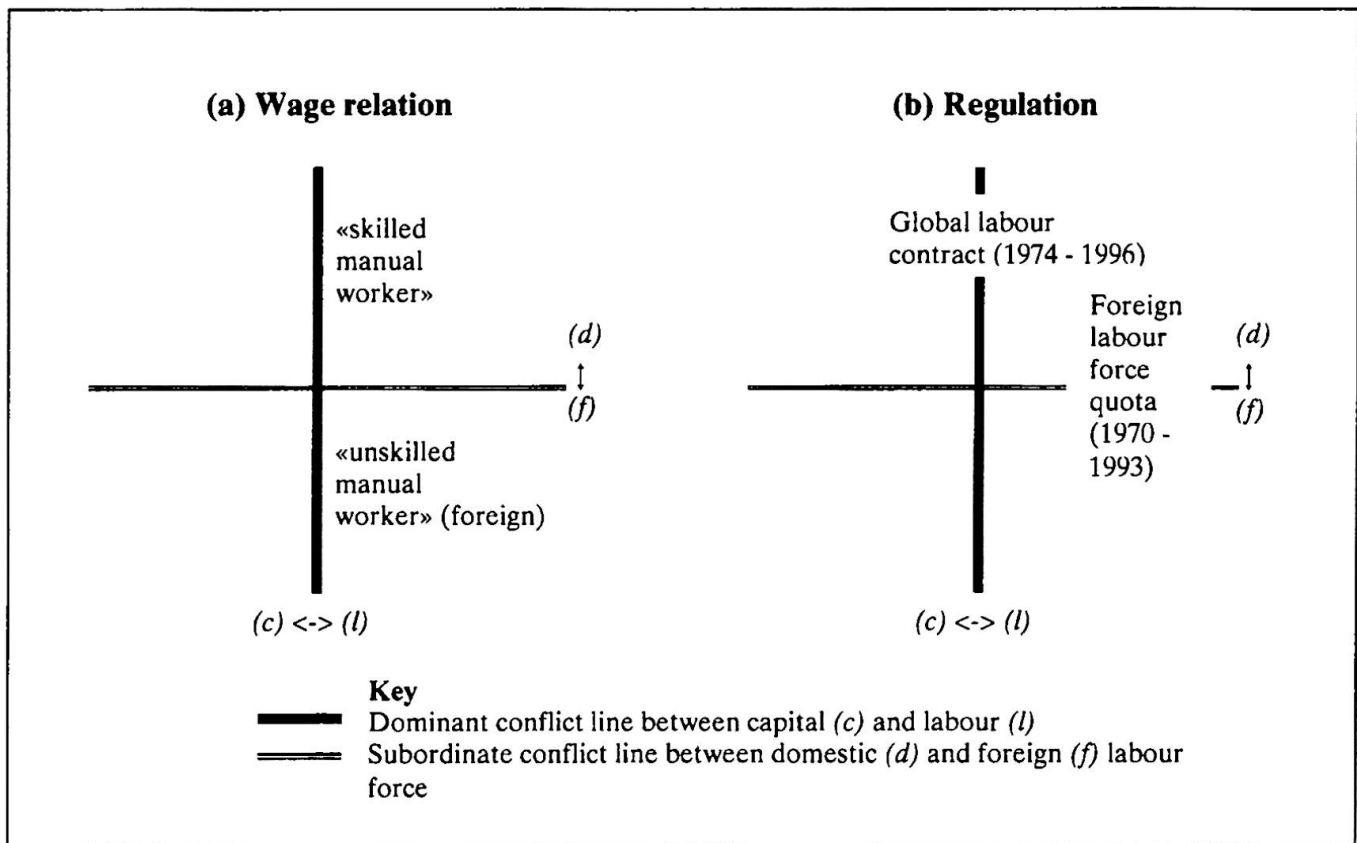 (a) Wage relation
«skilled
manual
worker»
(d)
↕
(f)
«unskilled
manual
worker» (foreign)
(c) <-> (l)
(b) Regulation
Global labour
contract (1974 - 1996)
Foreign
labour
force
quota
(1970 -
1993)
(d)
↕
(f)
(c) <-> (l)
Key
Dominant conflict line between capital (c) and labour (l)
Subordinate conflict line between domestic (d) and foreign (f) labour
force